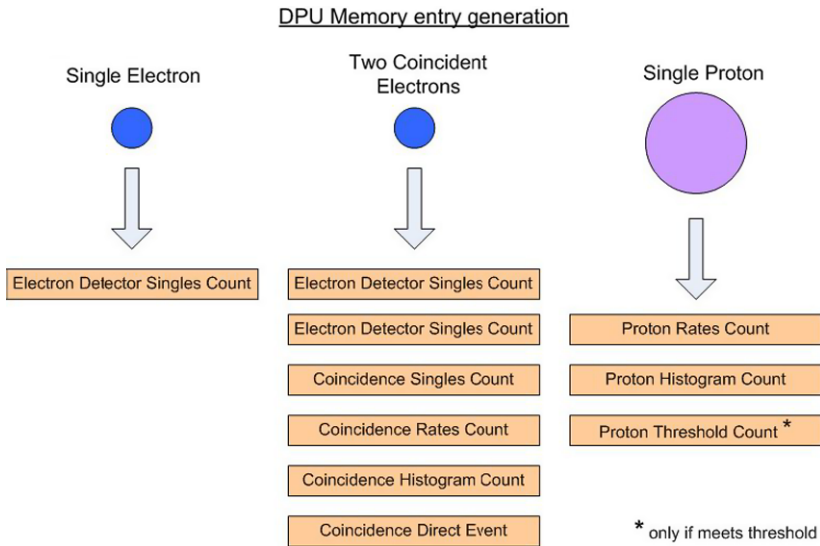 DPU Memory entry generation
Single Electron
Two Coincident
Electrons
Single Proton
Electron Detector Singles Count
Electron Detector Singles Count
Electron Detector Singles Count
Coincidence Singles Count
Coincidence Rates Count
Coincidence Histogram Count
Coincidence Direct Event
Proton Rates Count
Proton Histogram Count
Proton Threshold Count *
* only if meets threshold